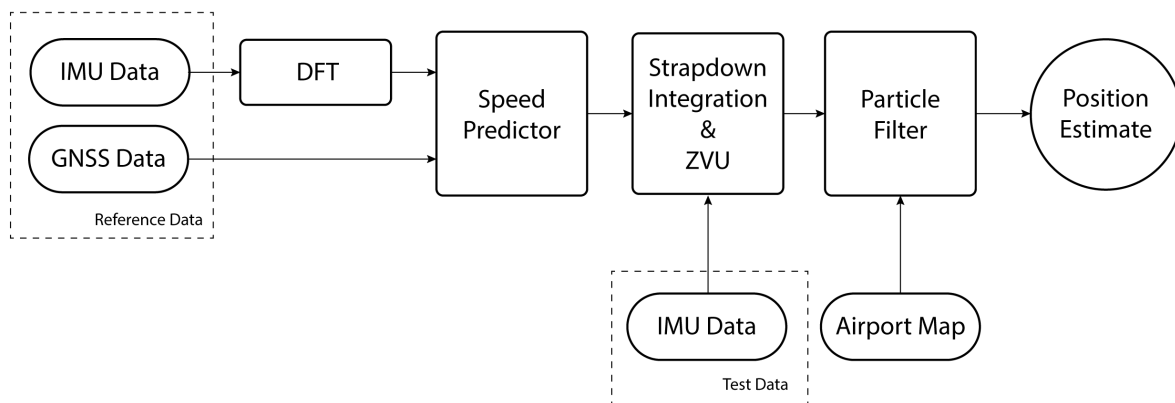 IMU Data
DFT
GNSS Data
Reference Data
Speed
Predictor
Strapdown
Integration
&
ZVU
Particle
Filter
Position
Estimate
IMU Data
Test Data
Airport Map